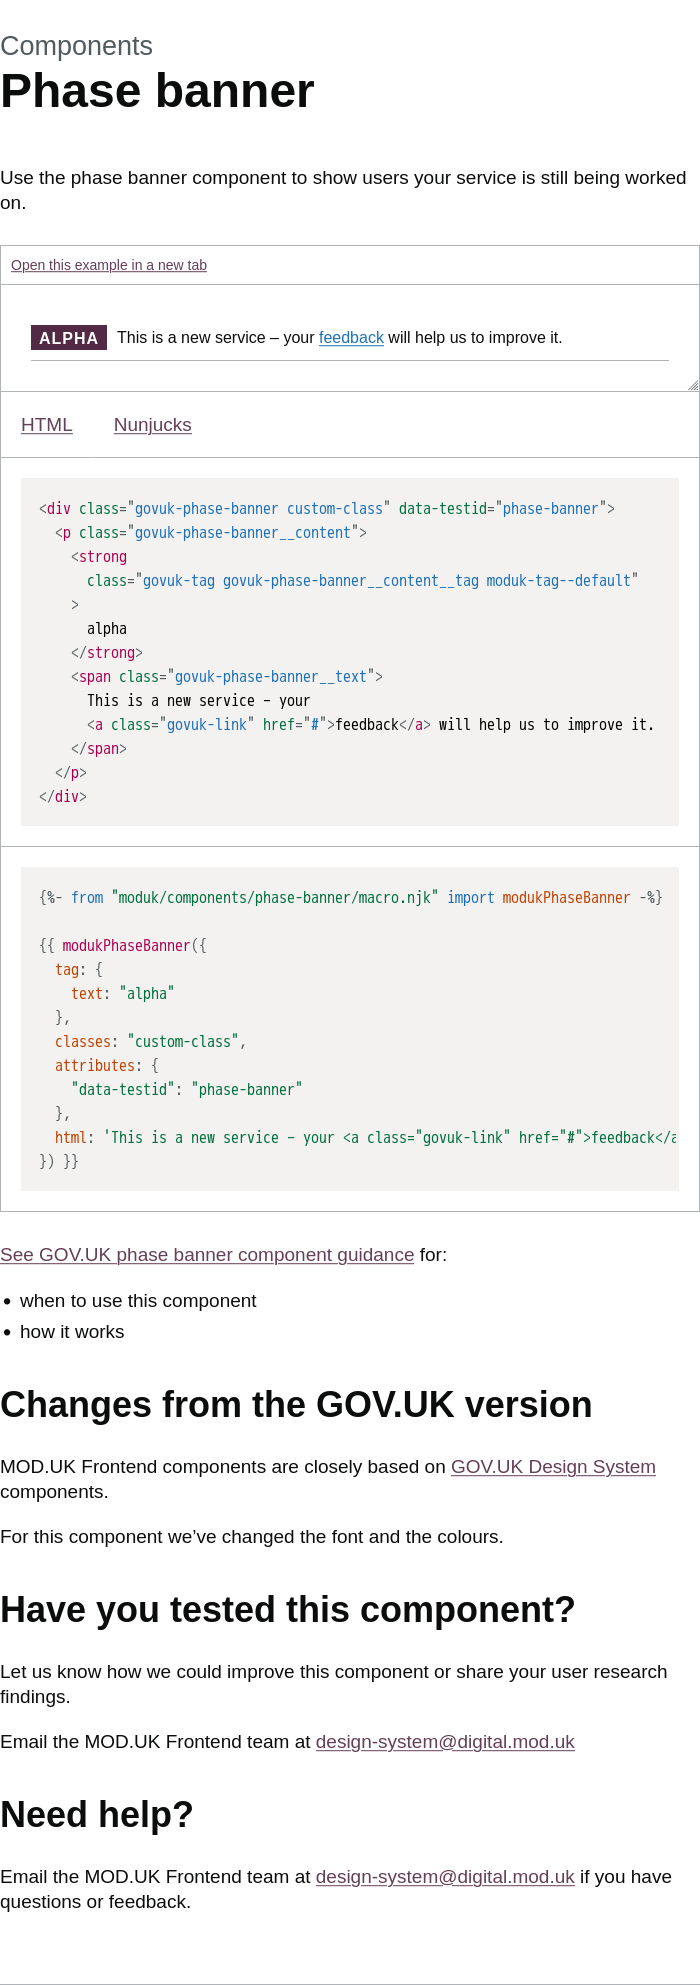 Components
Phase banner
Use the phase banner component to show users your service is still being worked
on.
Open this example in a new tab
ALPHA This is a new service – your feedback will help us to improve it.
HTML Nunjucks
<div class="govuk-phase-banner custom-class" data-testid="phase-banner">
  <p class="govuk-phase-banner__content">
    <strong
      class="govuk-tag govuk-phase-banner__content__tag moduk-tag--default"
    >
      alpha
    </strong>
    <span class="govuk-phase-banner__text">
      This is a new service – your
      <a class="govuk-link" href="#">feedback</a> will help us to improve it.
    </span>
  </p>
</div>
{%- from "moduk/components/phase-banner/macro.njk" import modukPhaseBanner -%}
{{ modukPhaseBanner({
  tag: {
    text: "alpha"
  },
  classes: "custom-class",
  attributes: {
    "data-testid": "phase-banner"
  },
  html: 'This is a new service – your <a class="govuk-link" href="#">feedback</a
}) }}
See GOV.UK phase banner component guidance for:
• when to use this component
• how it works
Changes from the GOV.UK version
MOD.UK Frontend components are closely based on GOV.UK Design System
components.
For this component we’ve changed the font and the colours.
Have you tested this component?
Let us know how we could improve this component or share your user research
findings.
Email the MOD.UK Frontend team at design-system@digital.mod.uk
Need help?
Email the MOD.UK Frontend team at design-system@digital.mod.uk if you have
questions or feedback.